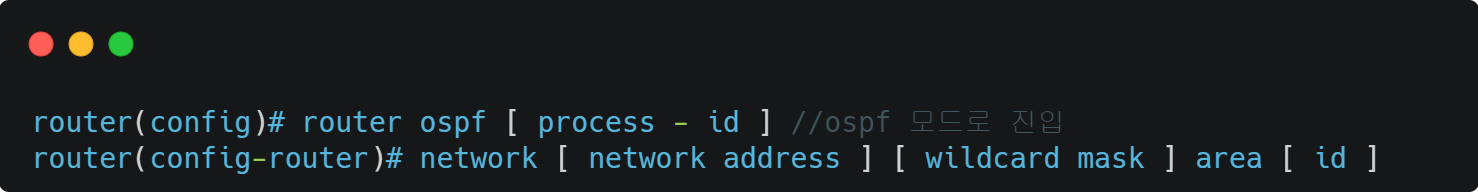 router(config)# router ospf [ process - id ] //ospf 모드로 진입
router(config-router)# network [ network address ] [ wildcard mask ] area [ id ]